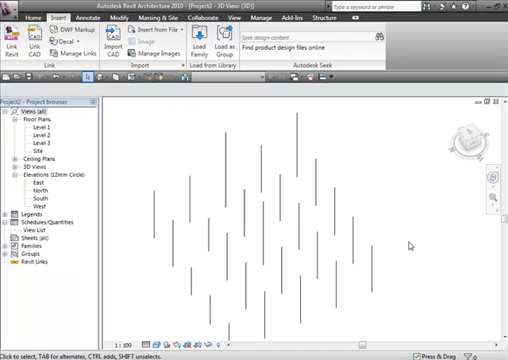 Autodesk Revit Architecture 2010 - [Project2 - 3D View: {3D}]
Type a keyword or phrase
Home Insert Annotate Modify Massing & Site Collaborate View Manage Add-Ins Structure
Link Revit
Link CAD
DWF Markup
Decal
Manage Links
Link
Import CAD
Insert from File
Image
Manage Images
Import
Load Family
Load as Group
Load from Library
Seek design content
Find product design files online
Autodesk Seek
Project2 - Project browser
Views (all)
Floor Plans
Level 1
Level 2
Level 3
Site
Ceiling Plans
3D Views
Elevations (12mm Circle)
East
North
South
West
Legends
Schedules/Quantities
View List
Sheets (all)
Families
Groups
Revit Links
1 : 100
Click to select, TAB for alternates, CTRL adds, SHIFT unselects.
Press & Drag
:0